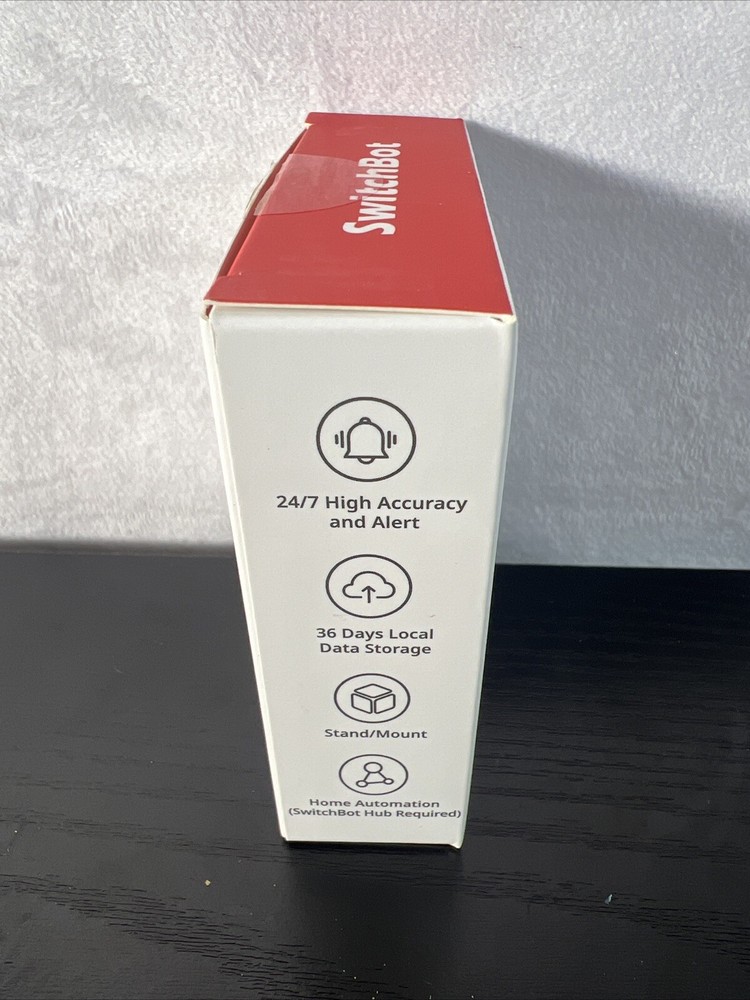 SwitchBot
24/7 High Accuracy
and Alert
36 Days Local
Data Storage
Stand/Mount
Home Automation
(SwitchBot Hub Required)